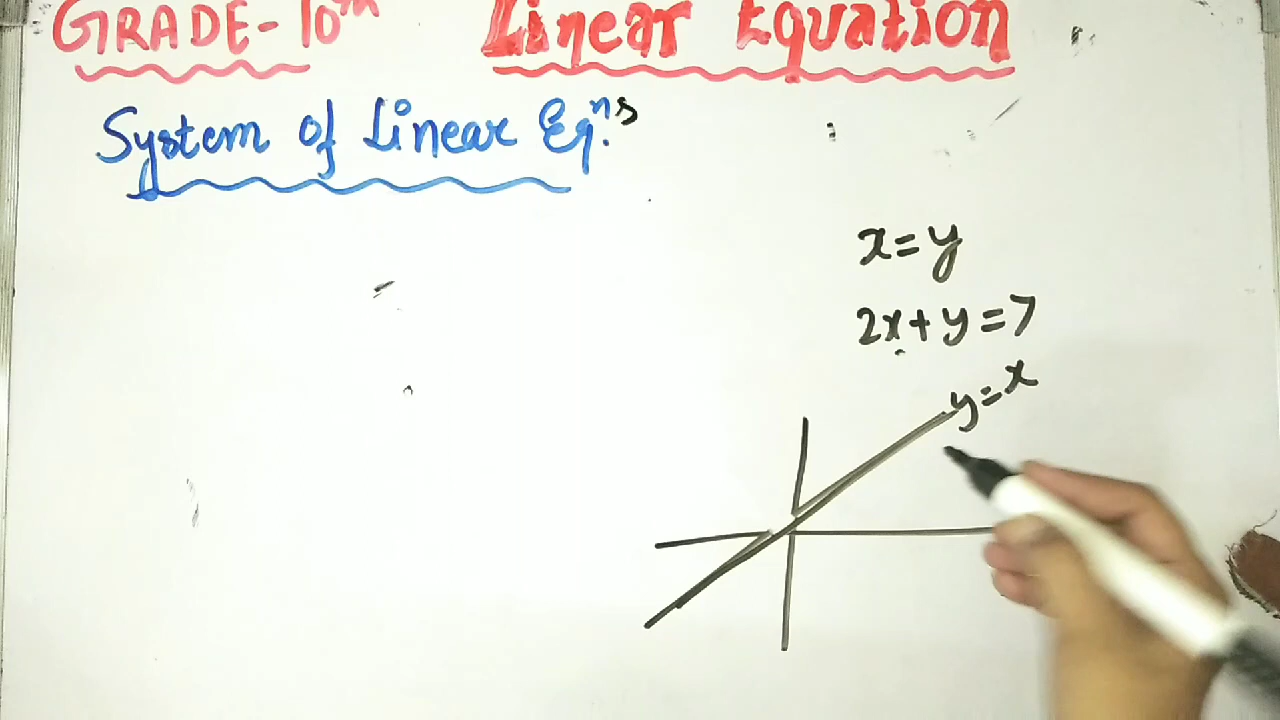 GRADE-10th Linear Equation
System of Linear Eqns.
x=y
2x+y=7
y=x